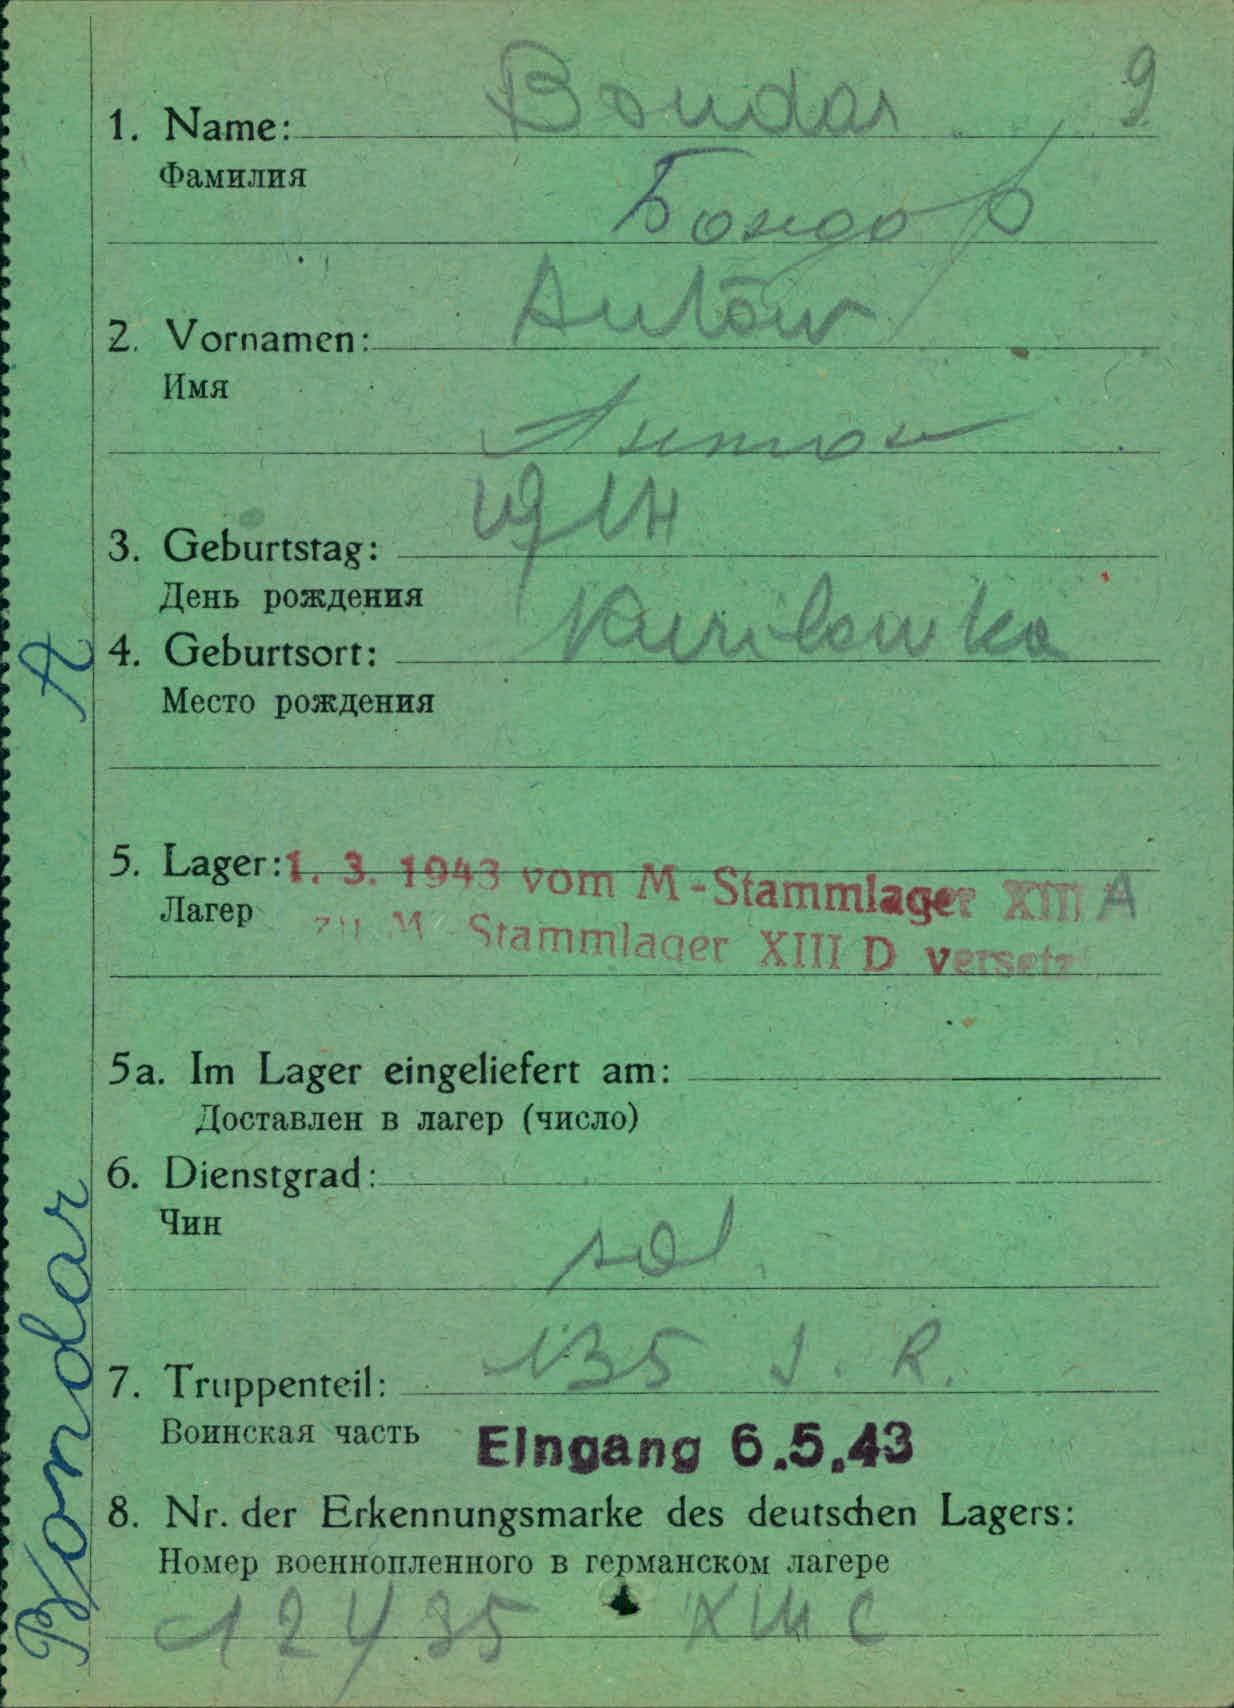 9
1. Name: Bondar
Фамилия
Бондар
2. Vornamen: Antōn
Имя
Антон
3. Geburtstag:
День рождения
4. Geburtsort: Kurilowka
Место рождения
5. Lager: 1. 3. 1943 vom M-Stammlager XIII A
Лагер zu M-Stammlager XIII D versetz
5a. Im Lager eingeliefert am:
Доставлен в лагер (число)
6. Dienstgrad:
Чин
sol.
7. Truppenteil: 135 J. R.
Воинская часть Eingang 6.5.43
8. Nr. der Erkennungsmarke des deutschen Lagers:
Номер военнопленного в германском лагере
12435 XIII C
Bondar A